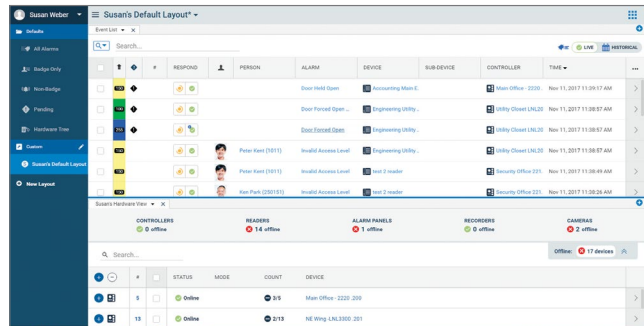 Susan Weber
Susan's Default Layout*
Defaults
All Alarms
Badge Only
Non-Badge
Pending
Hardware Tree
Custom
Susan's Default Layout
New Layout
Event List
Search...
LIVE
HISTORICAL
# RESPOND PERSON ALARM DEVICE SUB-DEVICE CONTROLLER TIME
Door Held Open Accounting Main E. Main Office - 2220. Nov 11, 2017 11:39:17 AM
Door Forced Open ... Engineering Utility... Utility Closet LNL20. Nov 11, 2017 11:38:57 AM
Door Forced Open Engineering Utility... Utility Closet LNL20. Nov 11, 2017 11:38:57 AM
Peter Kent (1011) Invalid Access Level Engineering Utility... Utility Closet LNL20. Nov 11, 2017 11:38:57 AM
Peter Kent (1011) Invalid Access Level test 2 reader Security Office 221. Nov 11, 2017 11:38:49 AM
Ken Park (250151) Invalid Access Level test 2 reader Security Office 221. Nov 11, 2017 11:38:26 AM
Susan's Hardware View
CONTROLLERS READERS ALARM PANELS RECORDERS CAMERAS
0 offline 14 offline 1 offline 0 offline 2 offline
Search...
Offline: 17 devices
# STATUS MODE COUNT DEVICE
5 Online 3/5 Main Office - 2220 .200
13 Online 2/13 NE Wing -LNL3300 .201